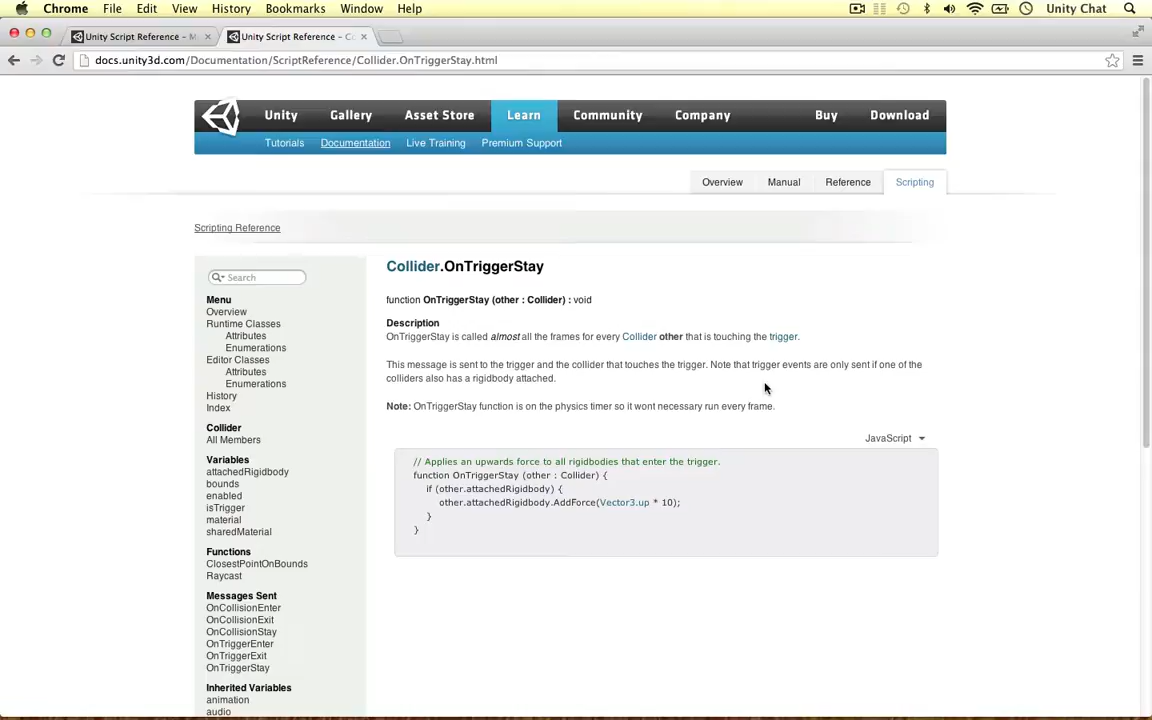 Chrome File Edit View History Bookmarks Window Help Unity Chat
Unity Script Reference – M
Unity Script Reference – C
docs.unity3d.com/Documentation/ScriptReference/Collider.OnTriggerStay.html
Unity Gallery Asset Store Learn Community Company Buy Download
Tutorials Documentation Live Training Premium Support
Overview Manual Reference Scripting
Scripting Reference
Search
Menu
Overview
Runtime Classes
Attributes
Enumerations
Editor Classes
Attributes
Enumerations
History
Index
Collider
All Members
Variables
attachedRigidbody
bounds
enabled
isTrigger
material
sharedMaterial
Functions
ClosestPointOnBounds
Raycast
Messages Sent
OnCollisionEnter
OnCollisionExit
OnCollisionStay
OnTriggerEnter
OnTriggerExit
OnTriggerStay
Inherited Variables
animation
audio
Collider.OnTriggerStay
function OnTriggerStay (other : Collider) : void
Description
OnTriggerStay is called almost all the frames for every Collider other that is touching the trigger.
This message is sent to the trigger and the collider that touches the trigger. Note that trigger events are only sent if one of the
colliders also has a rigidbody attached.
Note: OnTriggerStay function is on the physics timer so it wont necessary run every frame.
JavaScript
// Applies an upwards force to all rigidbodies that enter the trigger.
function OnTriggerStay (other : Collider) {
if (other.attachedRigidbody) {
other.attachedRigidbody.AddForce(Vector3.up * 10);
}
}